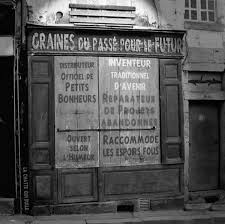 GRAINES DU PASSÉ POUR LE FUTUR
DISTRIBUTEUR
OFFICIEL DE
PETITS
BONHEURS
OUVERT
SELON
L'HUMEUR
INVENTEUR
TRADITIONNEL
D'AVENIR
RÉPARATEUR
DE PROJETS
ABANDONNÉS
RACCOMMODE
LES ESPOIRS FOUS